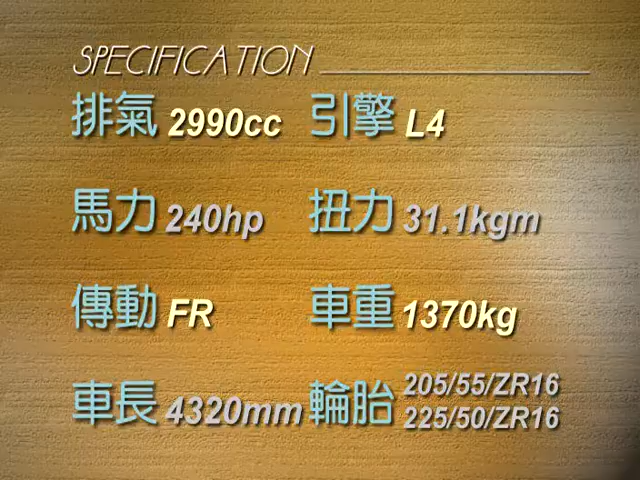 SPECIFICATION
排氣 2990cc 引擎 L4
馬力 240hp 扭力 31.1kgm
傳動 FR 車重 1370kg
車長 4320mm 輪胎 205/55/ZR16
225/50/ZR16